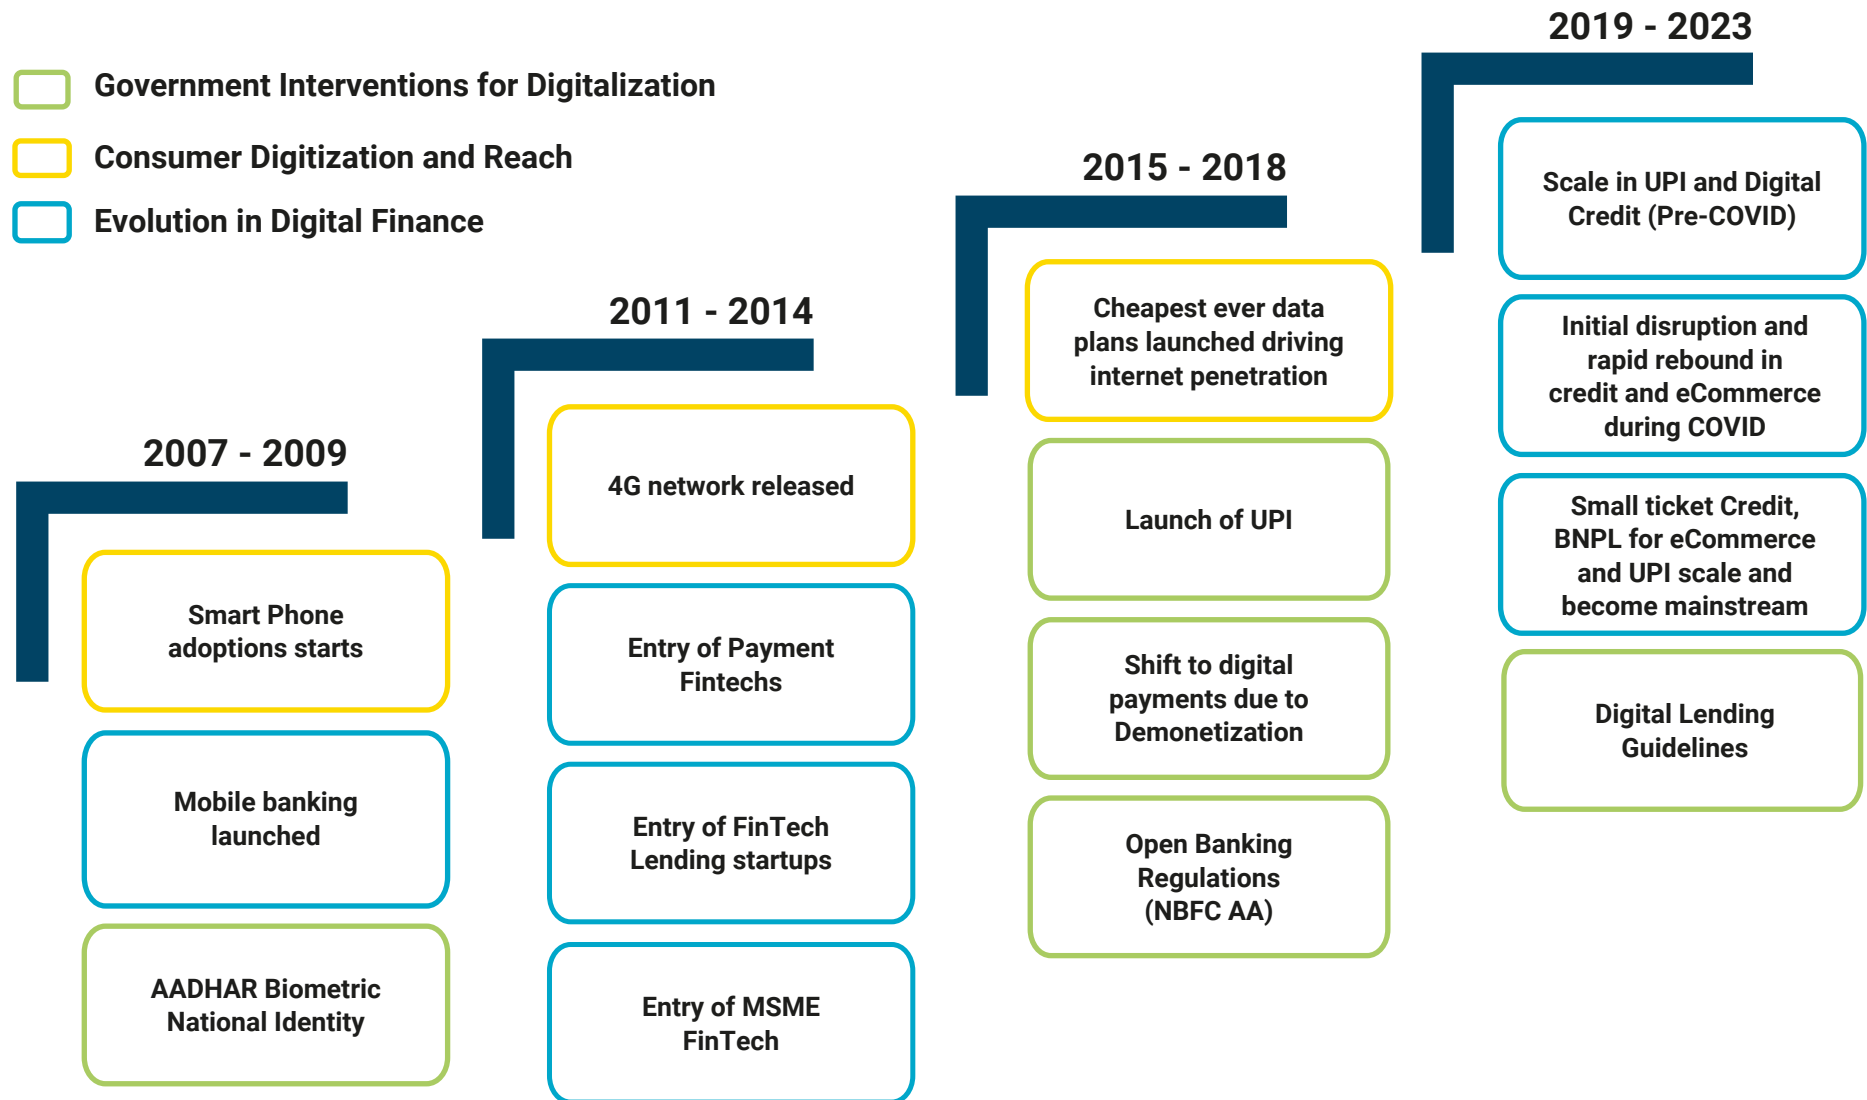 Government Interventions for Digitalization
Consumer Digitization and Reach
Evolution in Digital Finance
2007 - 2009
Smart Phone
adoptions starts
Mobile banking
launched
AADHAR Biometric
National Identity
2011 - 2014
4G network released
Entry of Payment
Fintechs
Entry of FinTech
Lending startups
Entry of MSME
FinTech
2015 - 2018
Cheapest ever data
plans launched driving
internet penetration
Launch of UPI
Shift to digital
payments due to
Demonetization
Open Banking
Regulations
(NBFC AA)
2019 - 2023
Scale in UPI and Digital
Credit (Pre-COVID)
Initial disruption and
rapid rebound in
credit and eCommerce
during COVID
Small ticket Credit,
BNPL for eCommerce
and UPI scale and
become mainstream
Digital Lending
Guidelines